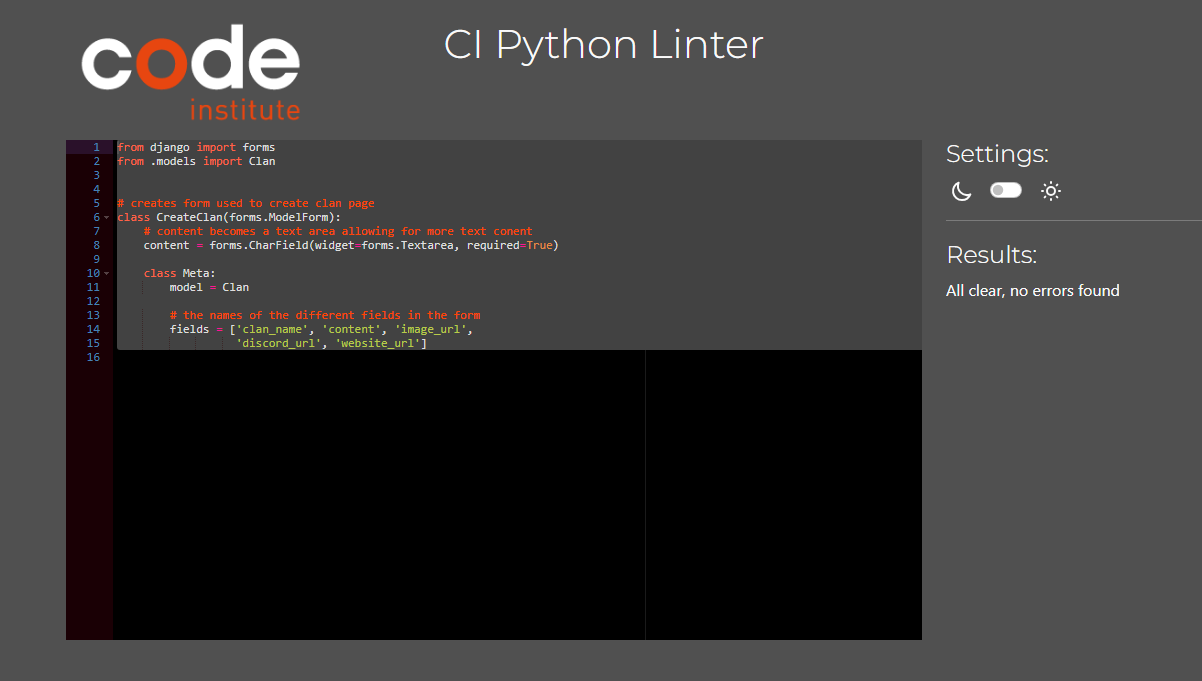 code
institute
CI Python Linter
1 from django import forms
2 from .models import Clan
3
4
5 # creates form used to create clan page
6 class CreateClan(forms.ModelForm):
7     # content becomes a text area allowing for more text conent
8     content = forms.CharField(widget=forms.Textarea, required=True)
9
10     class Meta:
11         model = Clan
12
13         # the names of the different fields in the form
14         fields = ['clan_name', 'content', 'image_url',
15                   'discord_url', 'website_url']
16
Settings:
Results:
All clear, no errors found